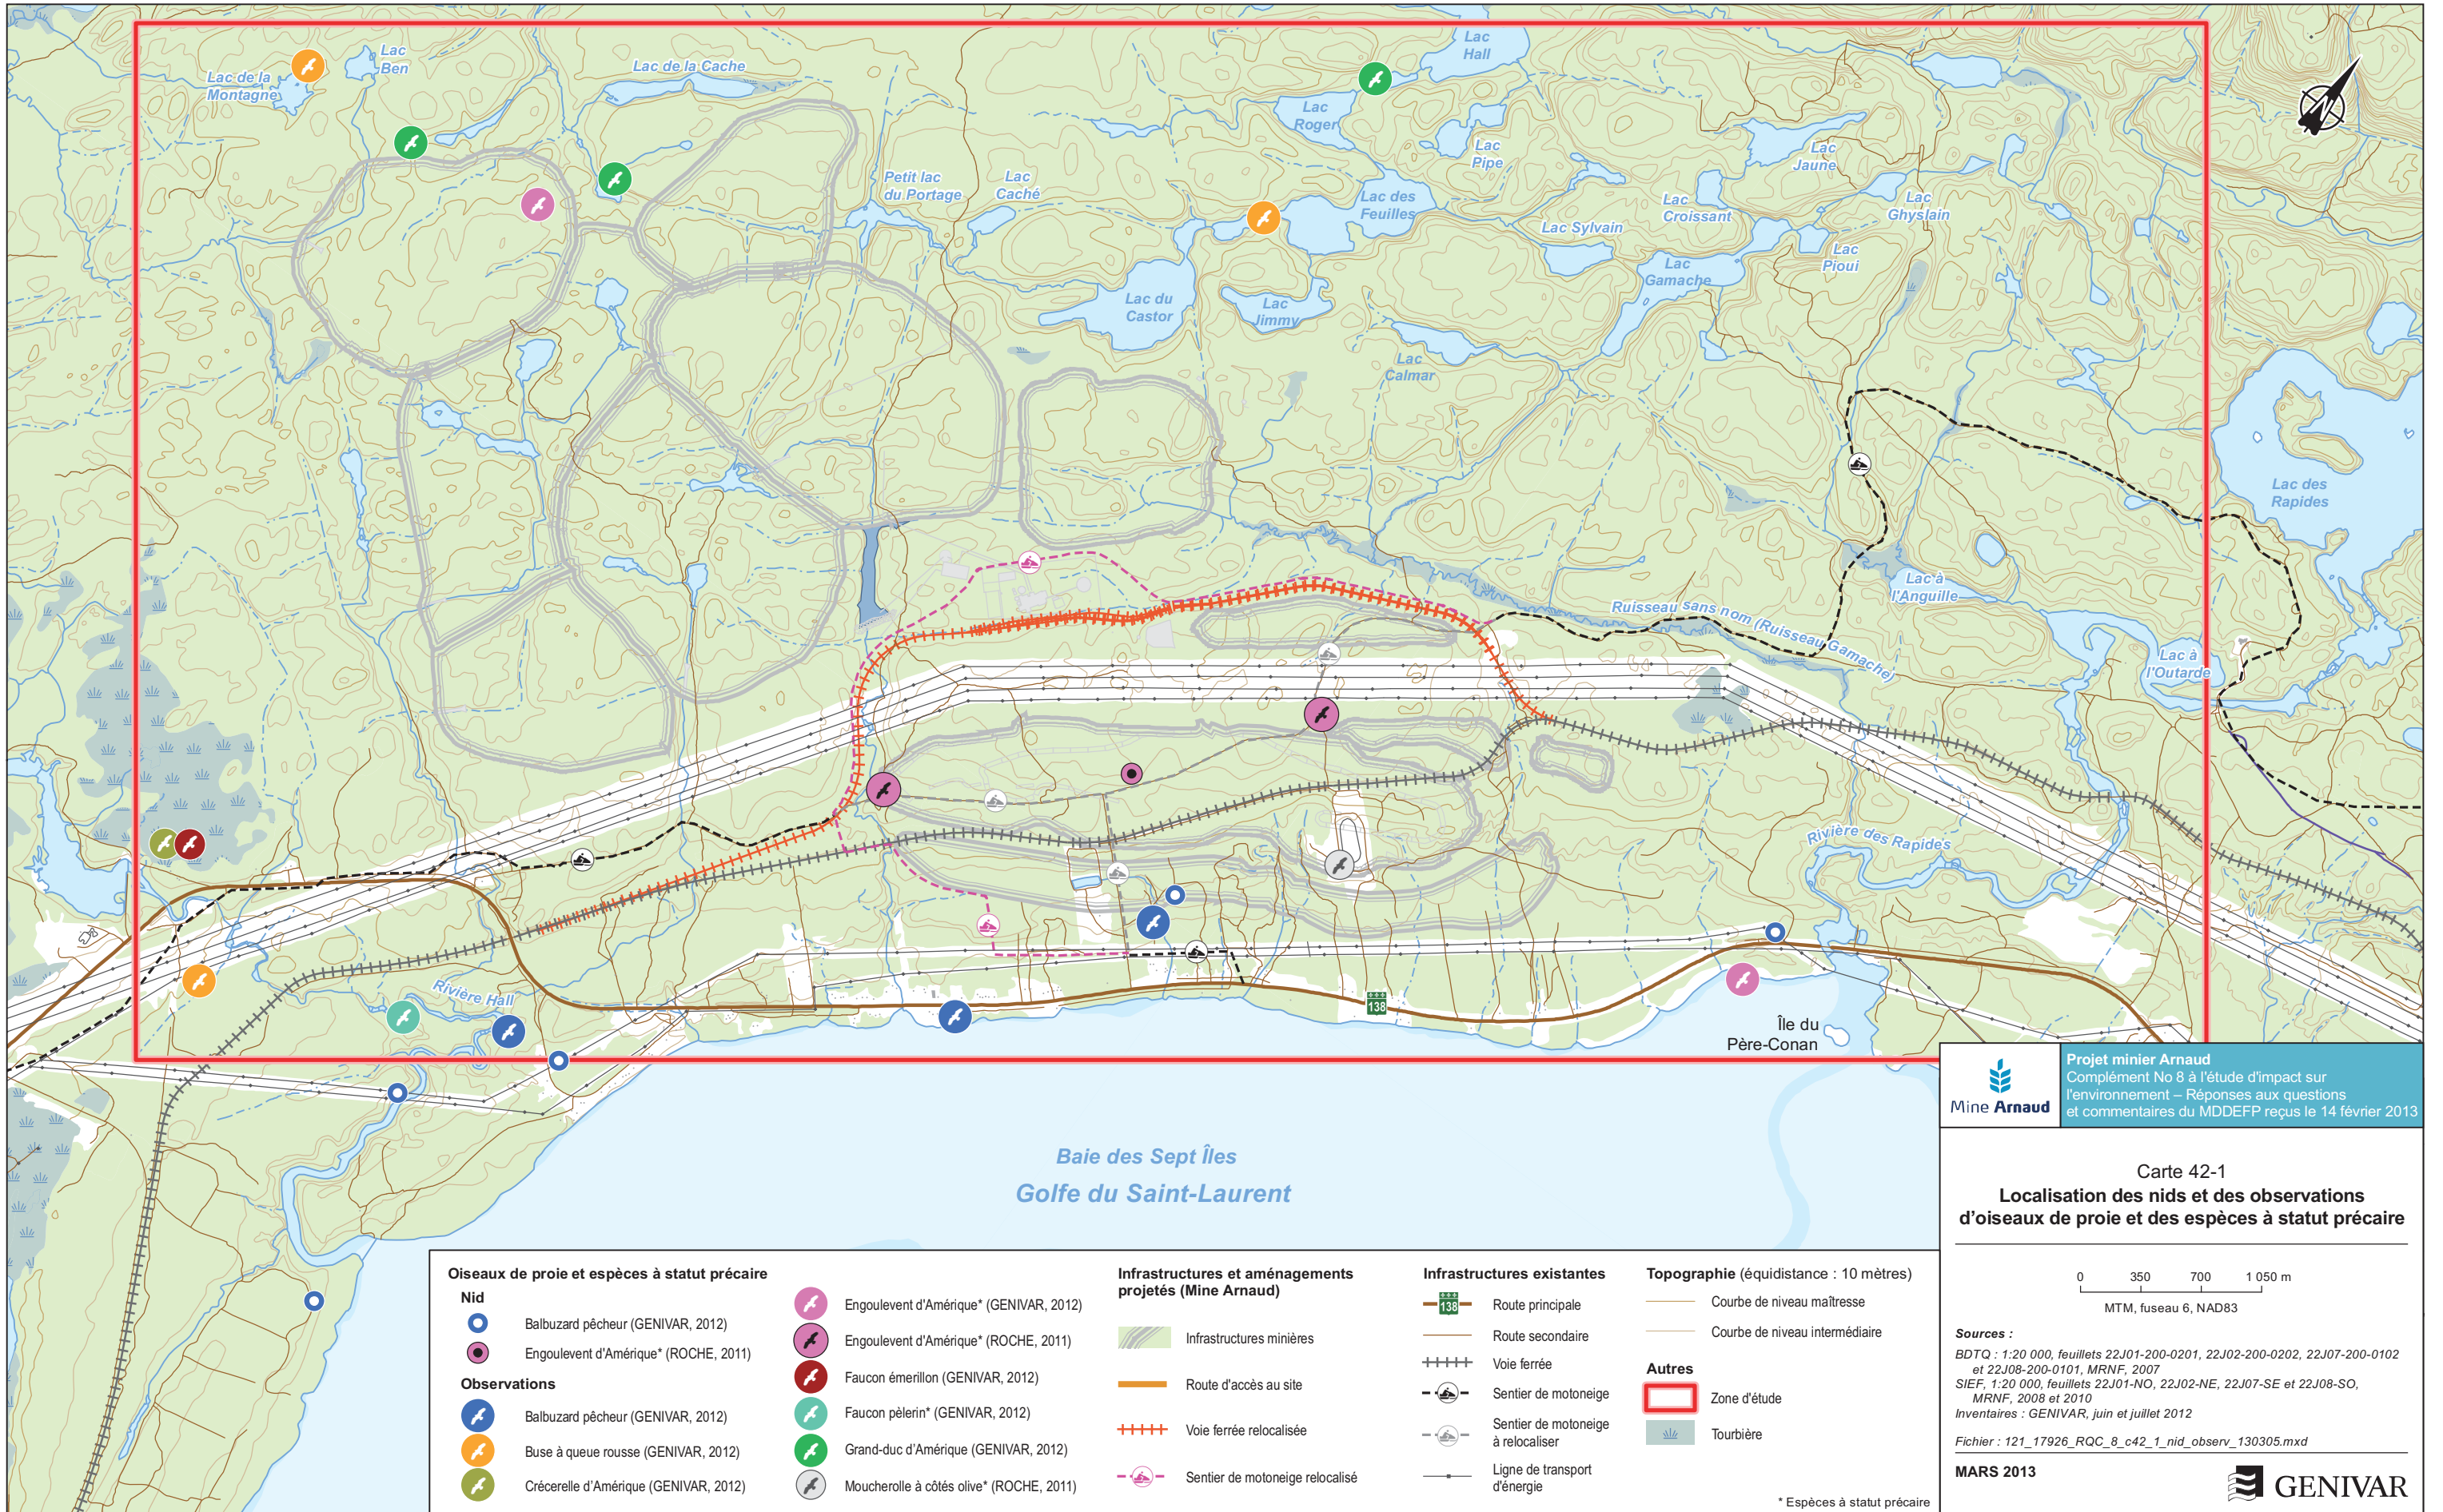 Lac de la
Montagne
Lac
Ben
Lac de la Cache
Lac
Hall
Lac
Roger
Lac
Pipe
Lac
Jaune
Petit lac
du Portage
Lac
Caché
Lac des
Feuilles
Lac Sylvain
Lac
Croissant
Lac
Ghyslain
Lac
Pioui
Lac
Gamache
Lac du
Castor
Lac
Jimmy
Lac
Calmar
Lac des
Rapides
Lac à
l'Anguille
Ruisseau sans nom (Ruisseau Gamache)
Lac à
l'Outarde
Rivière des Rapides
Rivière Hall
138
Île du
Père-Conan
Baie des Sept Îles
Golfe du Saint-Laurent
Oiseaux de proie et espèces à statut précaire
Nid
Balbuzard pêcheur (GENIVAR, 2012)
Engoulevent d'Amérique* (ROCHE, 2011)
Observations
Balbuzard pêcheur (GENIVAR, 2012)
Buse à queue rousse (GENIVAR, 2012)
Crécerelle d'Amérique (GENIVAR, 2012)
Engoulevent d'Amérique* (GENIVAR, 2012)
Engoulevent d'Amérique* (ROCHE, 2011)
Faucon émerillon (GENIVAR, 2012)
Faucon pèlerin* (GENIVAR, 2012)
Grand-duc d'Amérique (GENIVAR, 2012)
Moucherolle à côtés olive* (ROCHE, 2011)
Infrastructures et aménagements
projetés (Mine Arnaud)
Infrastructures minières
Route d'accès au site
Voie ferrée relocalisée
Sentier de motoneige relocalisé
Infrastructures existantes
138
Route principale
Route secondaire
Voie ferrée
Sentier de motoneige
Sentier de motoneige
à relocaliser
Ligne de transport
d'énergie
Topographie (équidistance : 10 mètres)
Courbe de niveau maîtresse
Courbe de niveau intermédiaire
Autres
Zone d'étude
Tourbière
* Espèces à statut précaire
Mine Arnaud
Projet minier Arnaud
Complément No 8 à l'étude d'impact sur
l'environnement – Réponses aux questions
et commentaires du MDDEFP reçus le 14 février 2013
Carte 42-1
Localisation des nids et des observations
d'oiseaux de proie et des espèces à statut précaire
0 350 700 1 050 m
MTM, fuseau 6, NAD83
Sources :
BDTQ : 1:20 000, feuillets 22J01-200-0201, 22J02-200-0202, 22J07-200-0102
et 22J08-200-0101, MRNF, 2007
SIEF, 1:20 000, feuillets 22J01-NO, 22J02-NE, 22J07-SE et 22J08-SO,
MRNF, 2008 et 2010
Inventaires : GENIVAR, juin et juillet 2012
Fichier : 121_17926_RQC_8_c42_1_nid_observ_130305.mxd
MARS 2013
GENIVAR